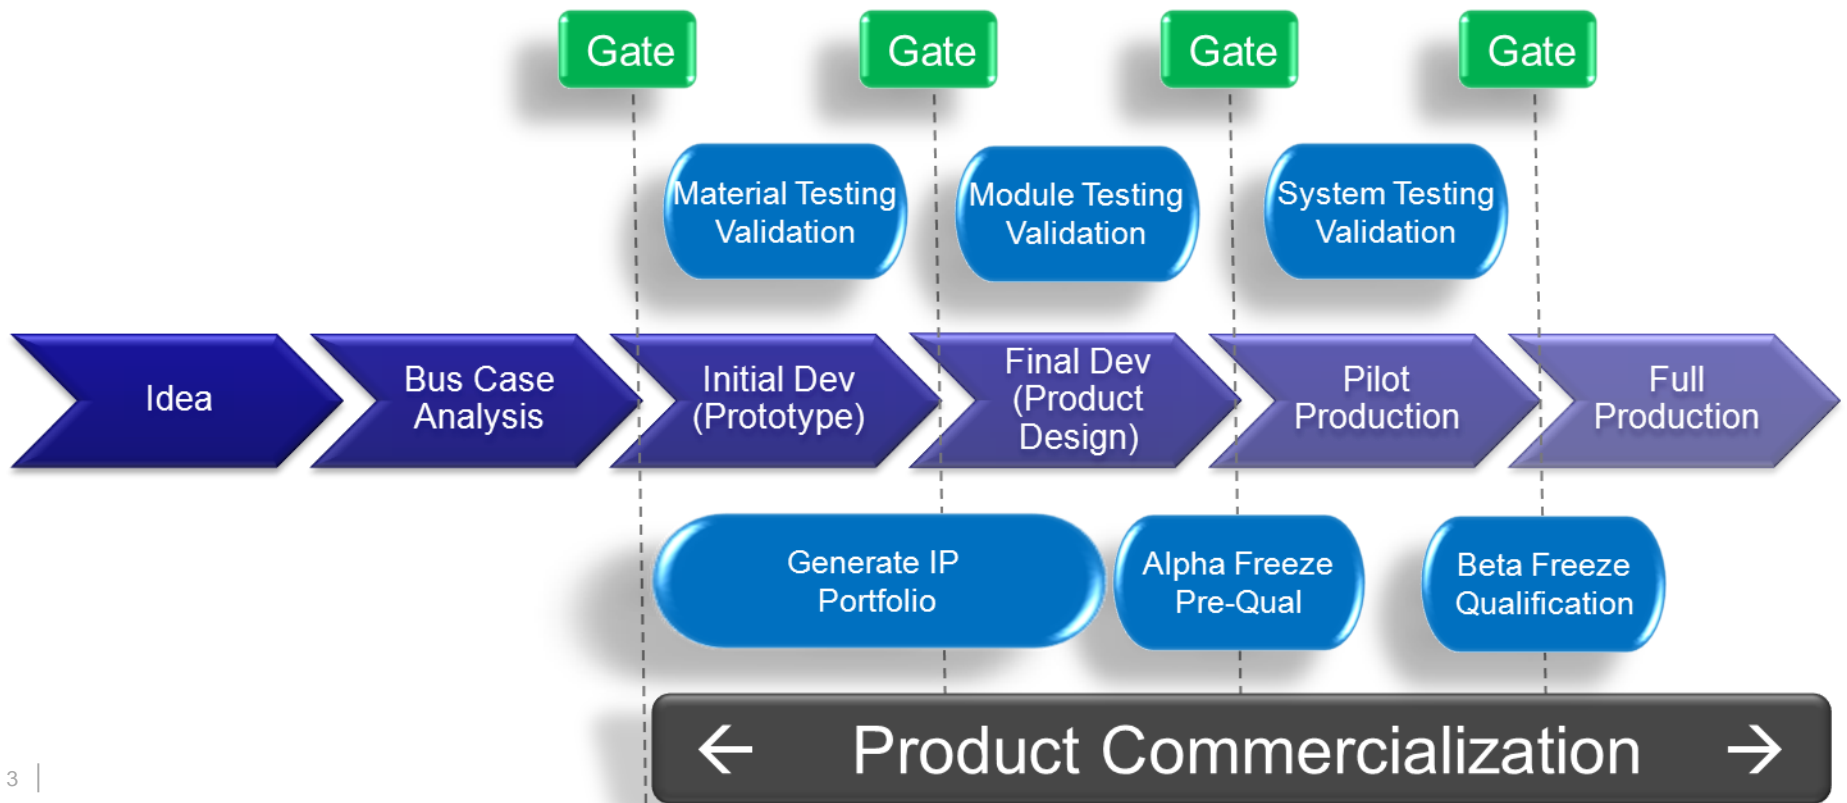 Gate
Gate
Gate
Gate
Material Testing
Validation
Module Testing
Validation
System Testing
Validation
Idea
Bus Case
Analysis
Initial Dev
(Prototype)
Final Dev
(Product
Design)
Pilot
Production
Full
Production
Generate IP
Portfolio
Alpha Freeze
Pre-Qual
Beta Freeze
Qualification
← Product Commercialization →
3